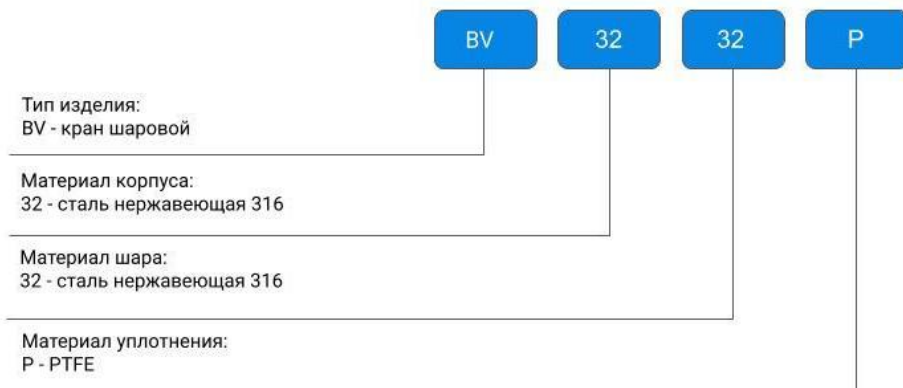 BV 32 32 P
Тип изделия:
BV - кран шаровой
Материал корпуса:
32 - сталь нержавеющая 316
Материал шара:
32 - сталь нержавеющая 316
Материал уплотнения:
P - PTFE